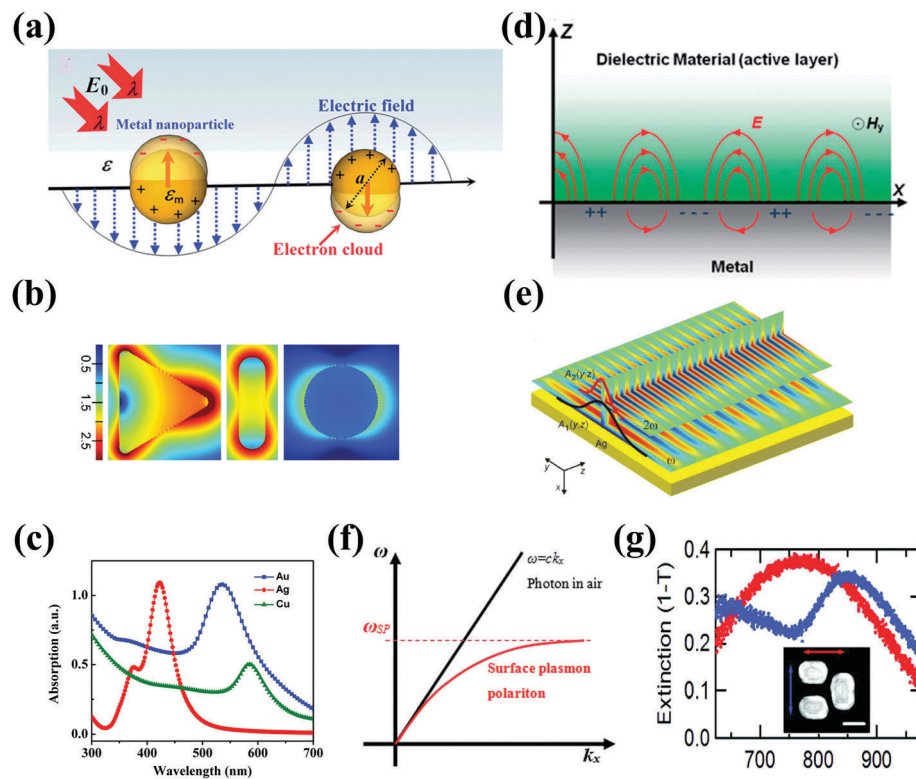 (a)
E0
λ
λ
Metal nanoparticle
Electric field
ε
εm
a
Electron cloud
(d)
Z
Dielectric Material (active layer)
E
⊙ Hy
X
++ - - - ++ - - -
Metal
(b)
0.5
1.5
2.5
(e)
A2(y,z)
A1(y,z)
Ag
2ω
ω
y
z
x
(c)
Absorption (a.u.)
1.0
0.5
0.0
Au
Ag
Cu
300 400 500 600 700
Wavelength (nm)
(f)
ω
ω=ckx
Photon in air
ωSP
Surface plasmon
polariton
kx
(g)
Extinction (1-T)
0.4
0.3
0.2
0.1
0.0
700 800 900